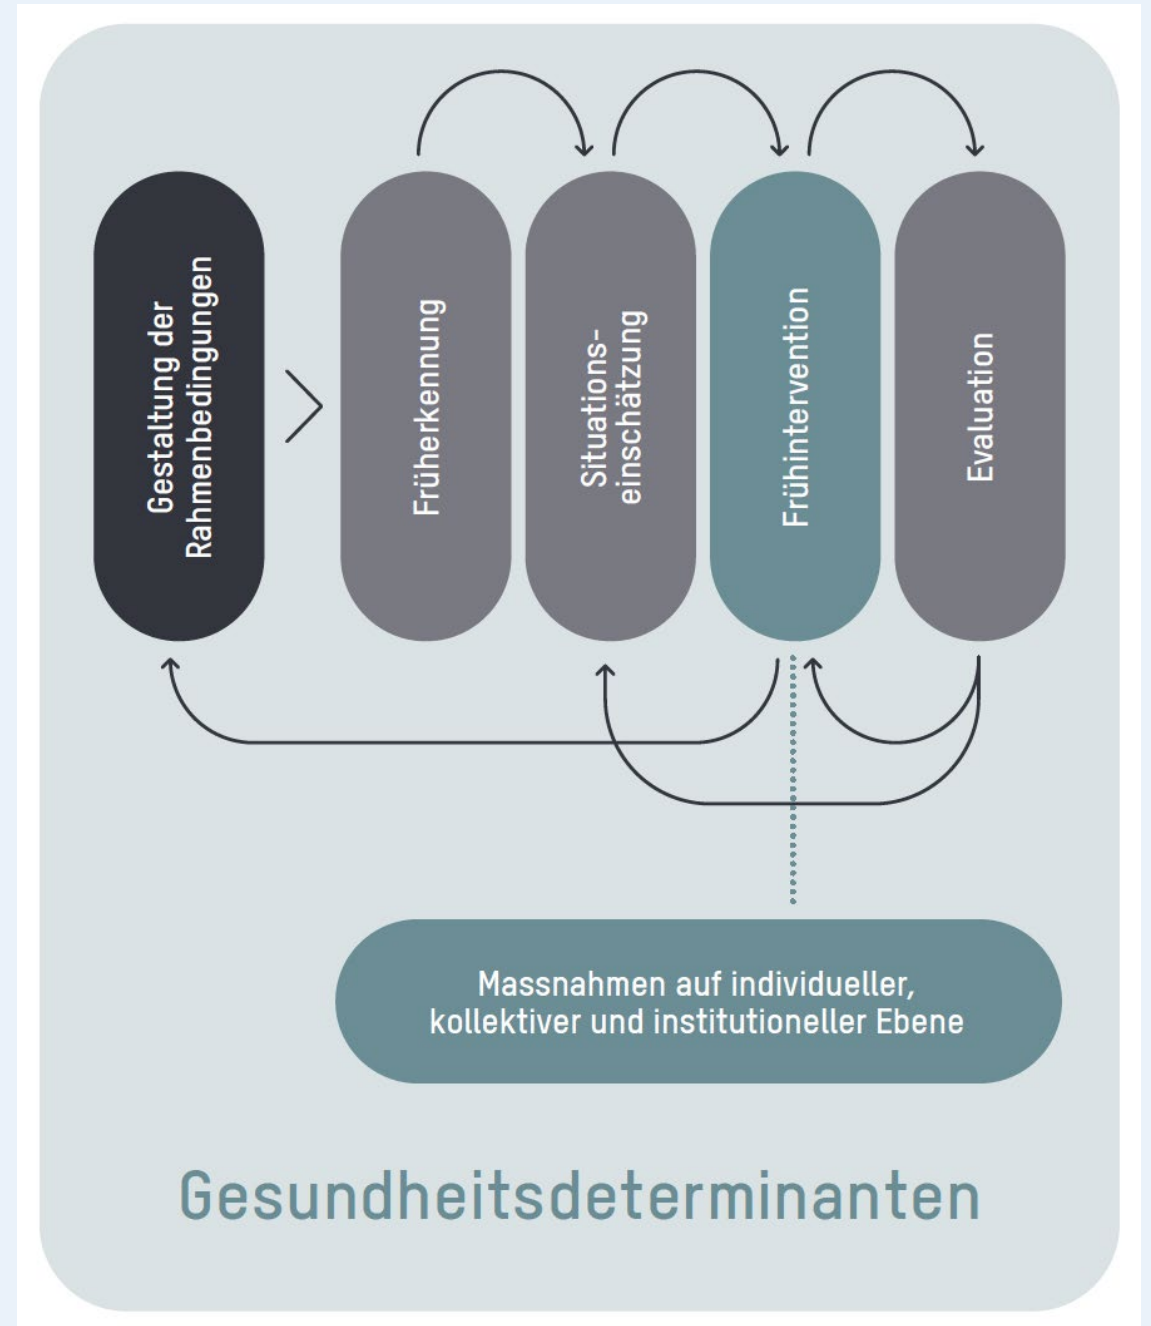 Gestaltung der
Rahmenbedingungen
Früherkennung
Situations-
einschätzung
Frühintervention
Evaluation
Massnahmen auf individueller,
kollektiver und institutioneller Ebene
Gesundheitsdeterminanten